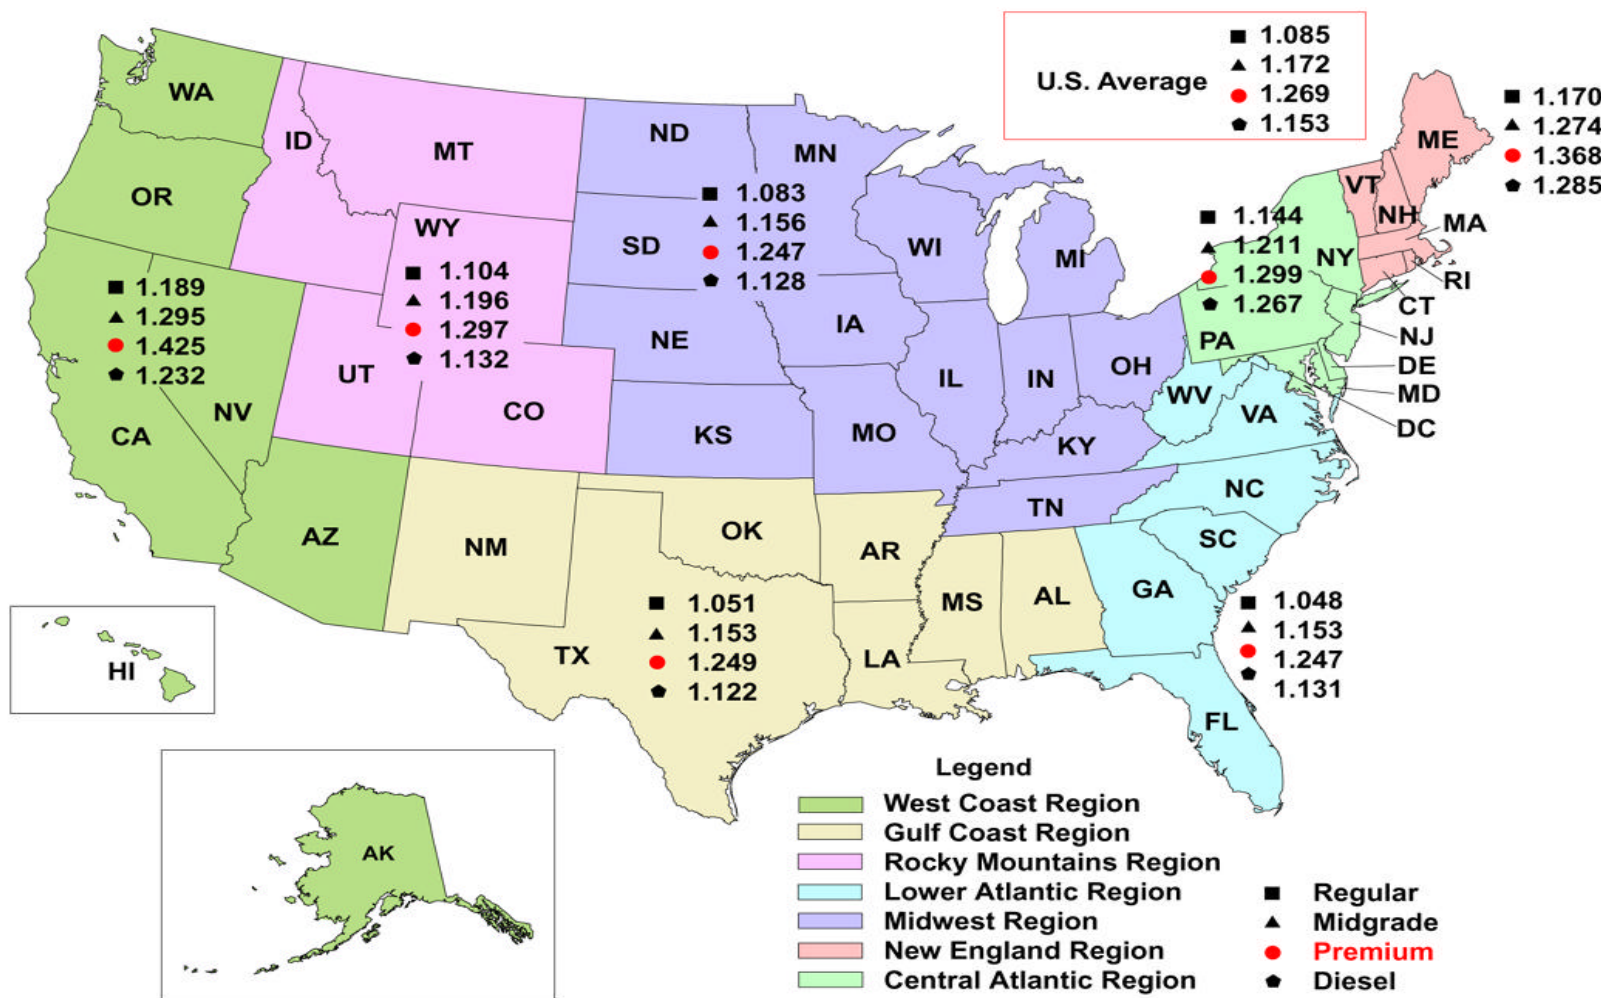 U.S. Average
1.085
1.172
1.269
1.153
1.170
1.274
1.368
1.285
WA
OR
CA
NV
ID
MT
WY
UT
CO
AZ
NM
ND
SD
NE
KS
MN
IA
MO
WI
IL
IN
MI
OH
KY
TN
OK
TX
AR
LA
MS
AL
GA
FL
SC
NC
VA
WV
PA
NY
VT
NH
ME
MA
RI
CT
NJ
DE
MD
DC
HI
AK
1.189
1.295
1.425
1.232
1.104
1.196
1.297
1.132
1.083
1.156
1.247
1.128
1.144
1.211
1.299
1.267
1.051
1.153
1.249
1.122
1.048
1.153
1.247
1.131
Legend
West Coast Region
Gulf Coast Region
Rocky Mountains Region
Lower Atlantic Region
Midwest Region
New England Region
Central Atlantic Region
Regular
Midgrade
Premium
Diesel